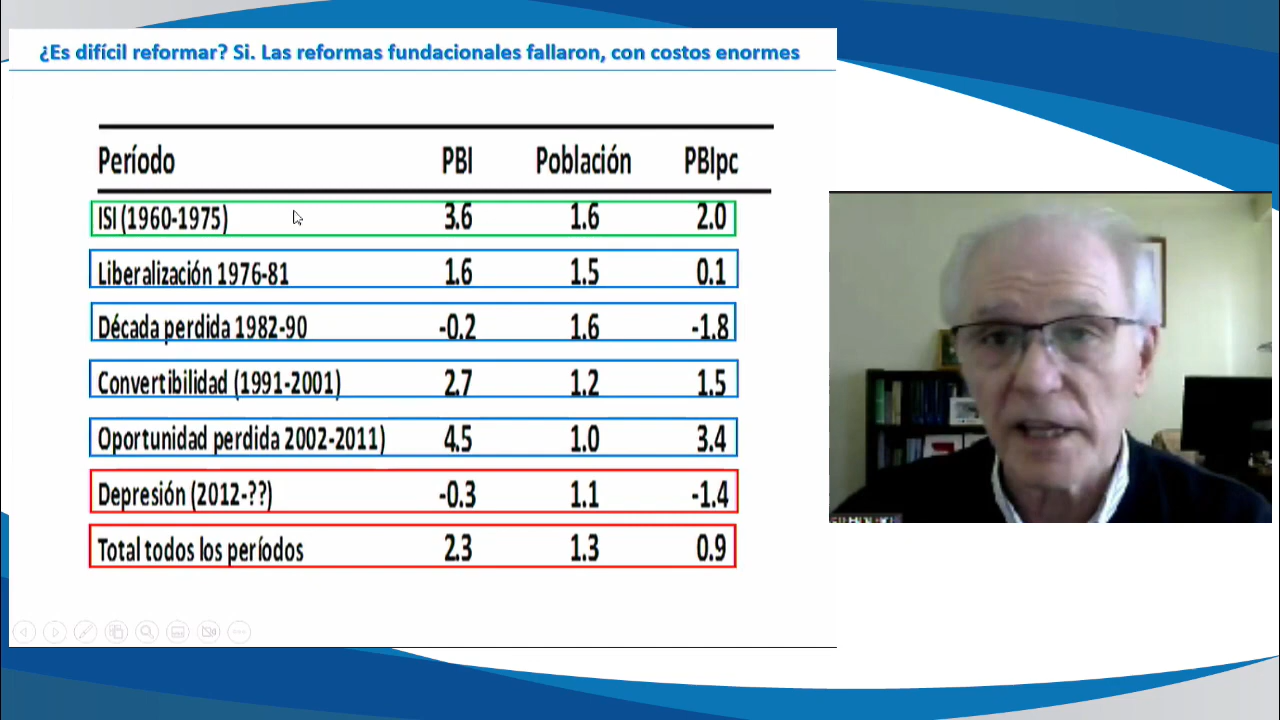 ¿Es difícil reformar? Si. Las reformas fundacionales fallaron, con costos enormes
Período PBI Población PBIpc
ISI (1960-1975) 3.6 1.6 2.0
Liberalización 1976-81 1.6 1.5 0.1
Década perdida 1982-90 -0.2 1.6 -1.8
Convertibilidad (1991-2001) 2.7 1.2 1.5
Oportunidad perdida 2002-2011) 4.5 1.0 3.4
Depresión (2012-??) -0.3 1.1 -1.4
Total todos los períodos 2.3 1.3 0.9